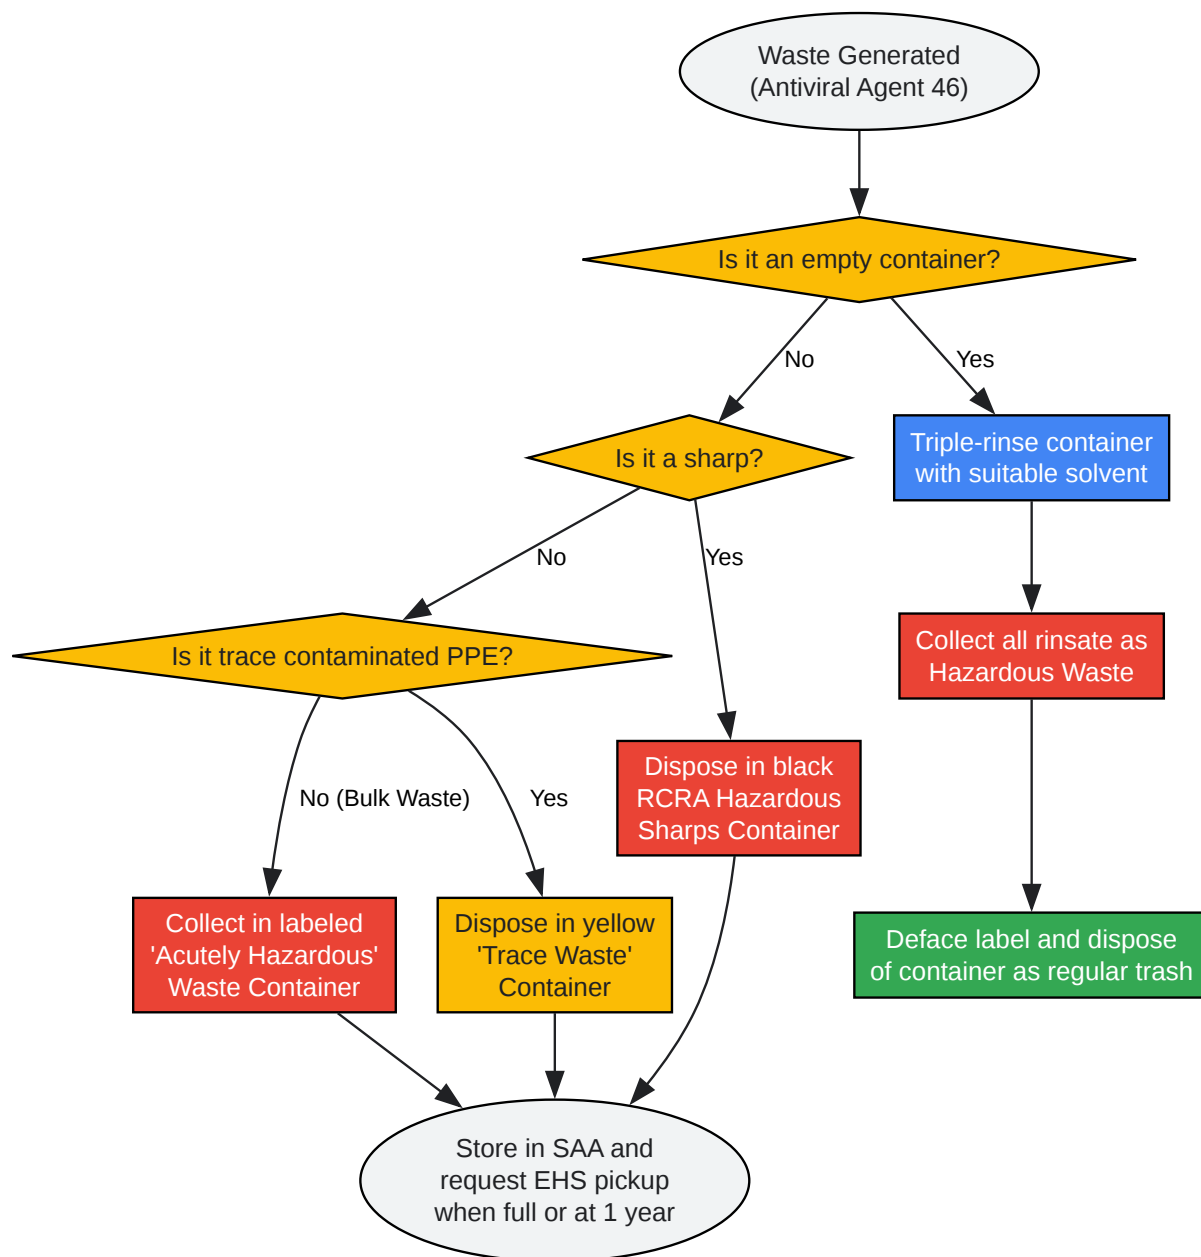 Waste Generated
(Antiviral Agent 46)
Is it an empty container?
No
Yes
Is it a sharp?
Triple-rinse container
with suitable solvent
No
Yes
Is it trace contaminated PPE?
Collect all rinsate as
Hazardous Waste
No (Bulk Waste)
Yes
Dispose in black
RCRA Hazardous
Sharps Container
Collect in labeled
'Acutely Hazardous'
Waste Container
Dispose in yellow
'Trace Waste'
Container
Deface label and dispose
of container as regular trash
Store in SAA and
request EHS pickup
when full or at 1 year